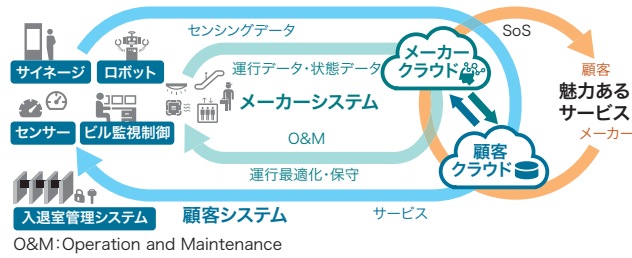 センシングデータ
SoS
サイネージ
ロボット
運行データ・状態データ
メーカー
クラウド
顧客
魅力ある
サービス
メーカー
メーカーシステム
センサー
ビル監視制御
O&M
顧客
クラウド
運行最適化・保守
入退室管理システム
顧客システム
サービス
O&M：Operation and Maintenance